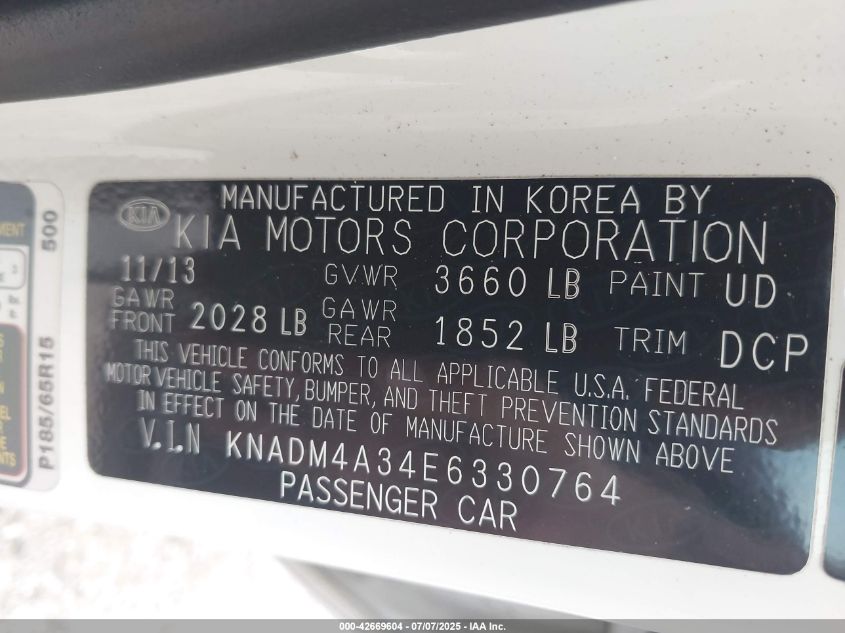 MANUFACTURED IN KOREA BY
KIA KIA MOTORS CORPORATION
11/13 GVWR 3660 LB PAINT UD
GAWR FRONT 2028 LB GAWR REAR 1852 LB TRIM DCP
THIS VEHICLE CONFORMS TO ALL APPLICABLE U.S.A. FEDERAL
MOTOR VEHICLE SAFETY, BUMPER, AND THEFT PREVENTION STANDARDS
IN EFFECT ON THE DATE OF MANUFACTURE SHOWN ABOVE
V.I.N KNADM4A34E6330764
PASSENGER CAR
P185/65R15 500
000-42669604 - 07/07/2025 - IAA Inc.